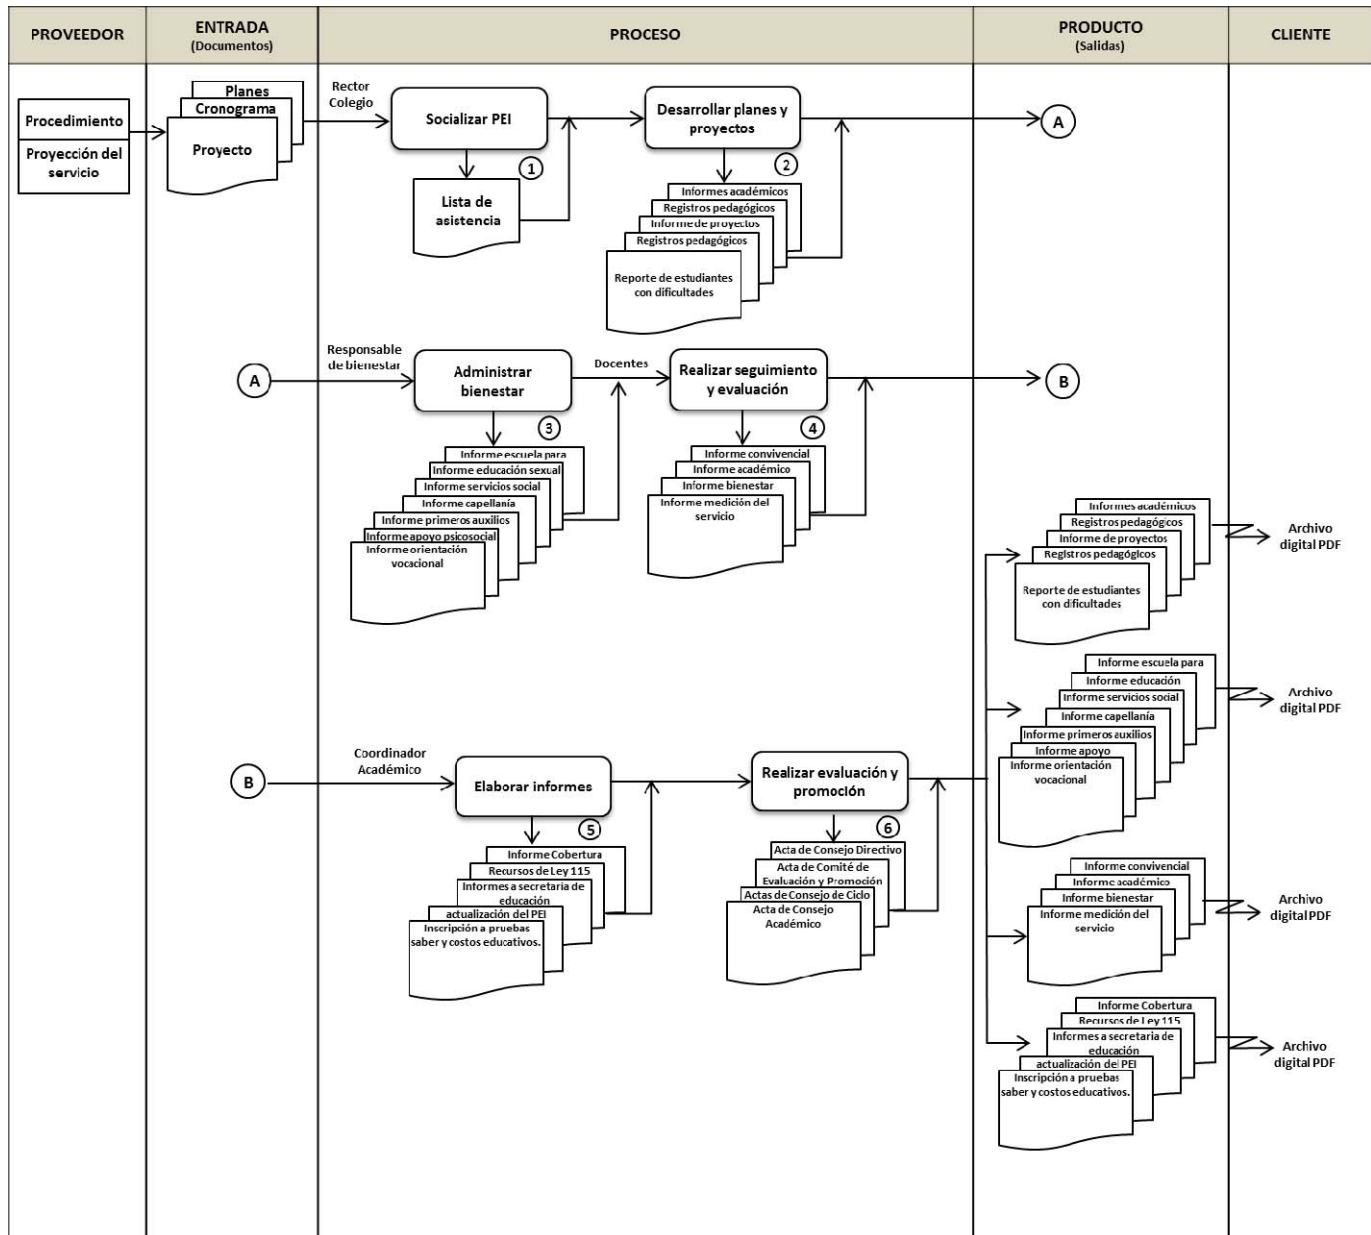 PROVEEDOR
ENTRADA
(Documentos)
PROCESO
PRODUCTO
(Salidas)
CLIENTE
Procedimiento
Proyección del
servicio
Planes
Cronograma
Proyecto
Rector
Colegio
Socializar PEI
1
Lista de
asistencia
Desarrollar planes y
proyectos
2
Informes académicos
Registros pedagógicos
Informe de proyectos
Registros pedagógicos
Reporte de estudiantes
con dificultades
A
A
Responsable
de bienestar
Administrar
bienestar
3
Informe escuela para
Informe educación sexual
Informe servicios social
Informe capellanía
Informe primeros auxilios
Informe apoyo psicosocial
Informe orientación
vocacional
Docentes
Realizar seguimiento
y evaluación
4
Informe convivencial
Informe académico
Informe bienestar
Informe medición del
servicio
B
Informes académicos
Registros pedagógicos
Informe de proyectos
Registros pedagógicos
Reporte de estudiantes
con dificultades
Archivo
digital PDF
Informe escuela para
Informe educación
Informe servicios social
Informe capellanía
Informe primeros auxilios
Informe apoyo
Informe orientación
vocacional
Archivo
digital PDF
B
Coordinador
Académico
Elaborar informes
5
Informe Cobertura
Recursos de Ley 115
Informes a secretaria de
educación
actualización del PEI
Inscripción a pruebas
saber y costos educativos.
Realizar evaluación y
promoción
6
Acta de Consejo Directivo
Acta de Comité de
Evaluación y Promoción
Actas de Consejo de Ciclo
Acta de Consejo
Académico
Informe convivencial
Informe académico
Informe bienestar
Informe medición del
servicio
Archivo
digital PDF
Informe Cobertura
Recursos de Ley 115
Informes a secretaria de
educación
actualización del PEI
Inscripción a pruebas
saber y costos educativos.
Archivo
digital PDF